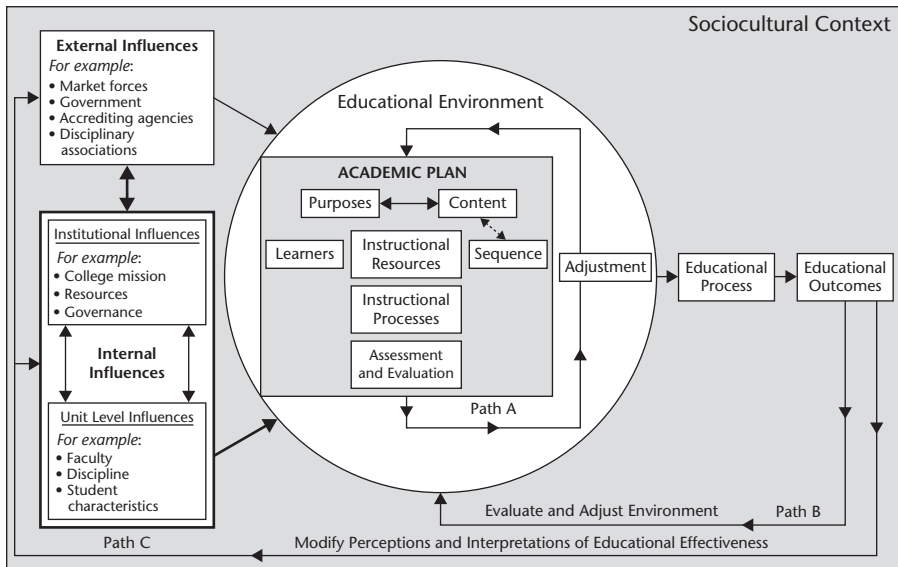 Sociocultural Context
External Influences
For example:
• Market forces
• Government
• Accrediting agencies
• Disciplinary
associations
Institutional Influences
For example:
• College mission
• Resources
• Governance
Internal
Influences
Unit Level Influences
For example:
• Faculty
• Discipline
• Student
characteristics
Educational Environment
ACADEMIC PLAN
Purposes
Content
Learners
Instructional
Resources
Sequence
Instructional
Processes
Assessment
and Evaluation
Path A
Adjustment
Educational
Process
Educational
Outcomes
Evaluate and Adjust Environment
Path B
Path C
Modify Perceptions and Interpretations of Educational Effectiveness